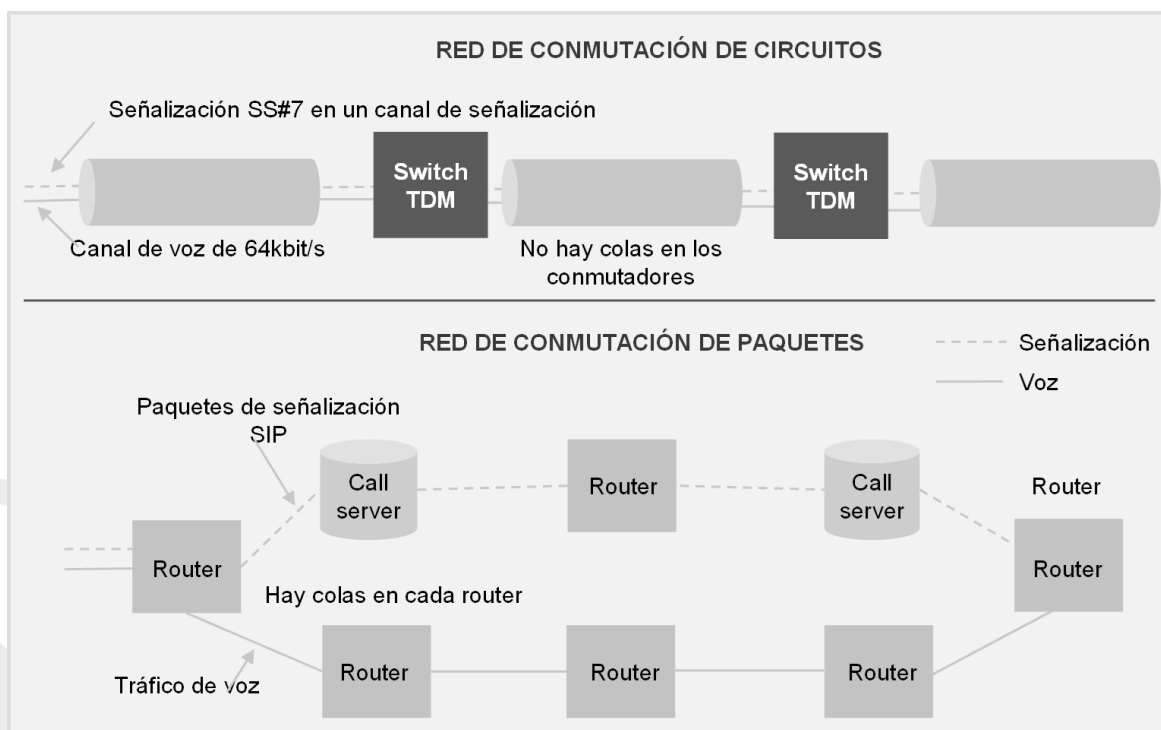 RED DE CONMUTACIÓN DE CIRCUITOS
Señalización SS#7 en un canal de señalización
Switch
TDM
Switch
TDM
Canal de voz de 64kbit/s
No hay colas en los
conmutadores
RED DE CONMUTACIÓN DE PAQUETES
Señalización
Voz
Paquetes de señalización
SIP
Call
server
Router
Call
server
Router
Router
Router
Hay colas en cada router
Router
Router
Router
Tráfico de voz